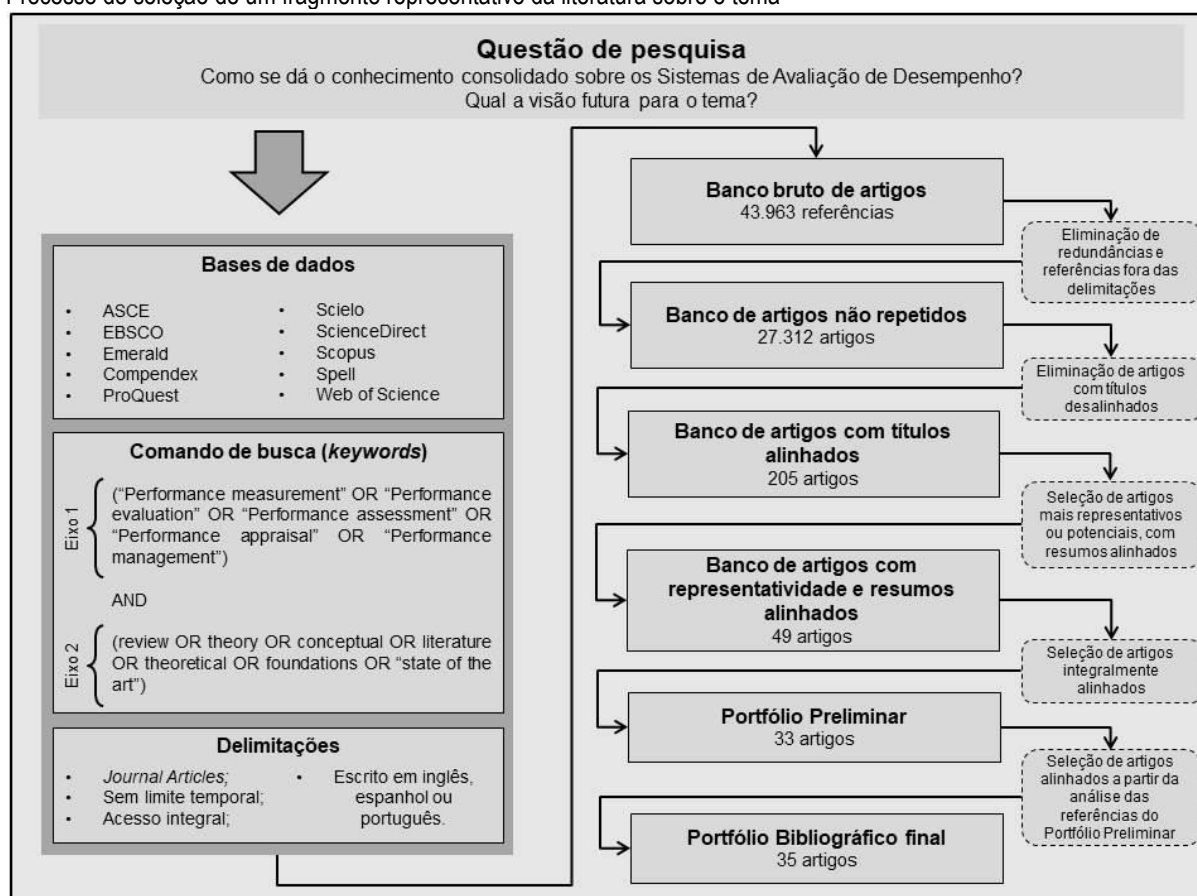 Processo de seleção de um fragmento representativo da literatura sobre o tema
Questão de pesquisa
Como se dá o conhecimento consolidado sobre os Sistemas de Avaliação de Desempenho?
Qual a visão futura para o tema?
Bases de dados
• ASCE
• EBSCO
• Emerald
• Compendex
• ProQuest
• Scielo
• ScienceDirect
• Scopus
• Spell
• Web of Science
Comando de busca (keywords)
Eixo 1
(“Performance measurement” OR “Performance
evaluation” OR “Performance assessment” OR
“Performance appraisal” OR “Performance
management”)
AND
Eixo 2
(review OR theory OR conceptual OR literature
OR theoretical OR foundations OR “state of the
art”)
Delimitações
• Journal Articles;
• Sem limite temporal;
• Acesso integral;
• Escrito em inglês,
espanhol ou
português.
Banco bruto de artigos
43.963 referências
Eliminação de
redundâncias e
referências fora das
delimitações
Banco de artigos não repetidos
27.312 artigos
Eliminação de artigos
com títulos
desalinhados
Banco de artigos com títulos
alinhados
205 artigos
Seleção de artigos
mais representativos
ou potenciais, com
resumos alinhados
Banco de artigos com
representatividade e resumos
alinhados
49 artigos
Seleção de artigos
integralmente
alinhados
Portfólio Preliminar
33 artigos
Seleção de artigos
alinhados a partir da
análise das
referências do
Portfólio Preliminar
Portfólio Bibliográfico final
35 artigos